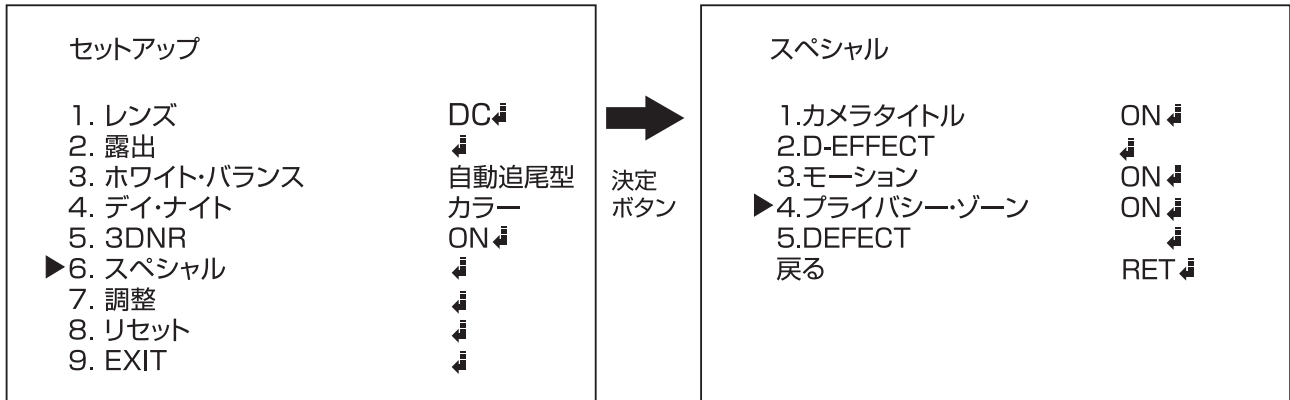 セットアップ
1. レンズ DC↲
2. 露出 ↲
3. ホワイト・バランス 自動追尾型
4. デイ・ナイト カラー
5. 3DNR ON↲
▶6. スペシャル ↲
7. 調整 ↲
8. リセット ↲
9. EXIT ↲
決定
ボタン
スペシャル
1.カメラタイトル ON↲
2.D-EFFECT ↲
3.モーション ON↲
▶4.プライバシー・ゾーン ON↲
5.DEFECT ↲
戻る RET↲